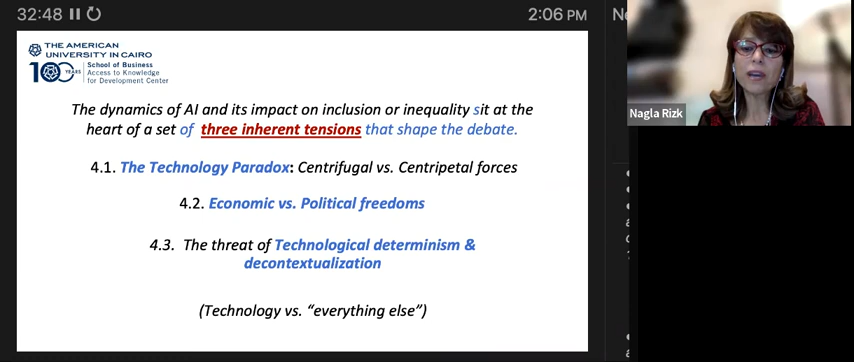 32:48
2:06 PM
THE AMERICAN
UNIVERSITY IN CAIRO
100 YEARS
School of Business
Access to Knowledge
for Development Center
The dynamics of AI and its impact on inclusion or inequality sit at the
heart of a set of three inherent tensions that shape the debate.
4.1. The Technology Paradox: Centrifugal vs. Centripetal forces
4.2. Economic vs. Political freedoms
4.3. The threat of Technological determinism &
decontextualization
(Technology vs. “everything else”)
Nagla Rizk